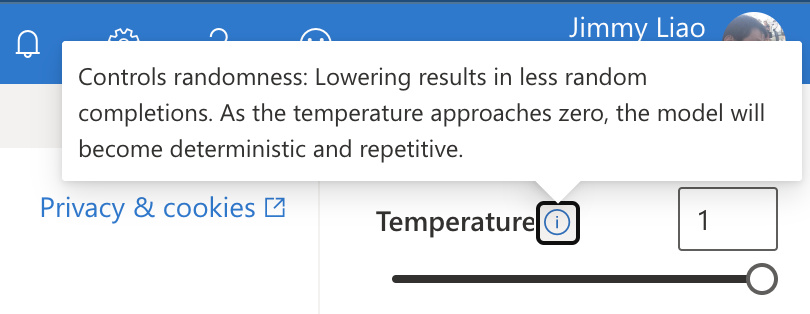 Jimmy Liao
Controls randomness: Lowering results in less random
completions. As the temperature approaches zero, the model will
become deterministic and repetitive.
Privacy & cookies
Temperature
1